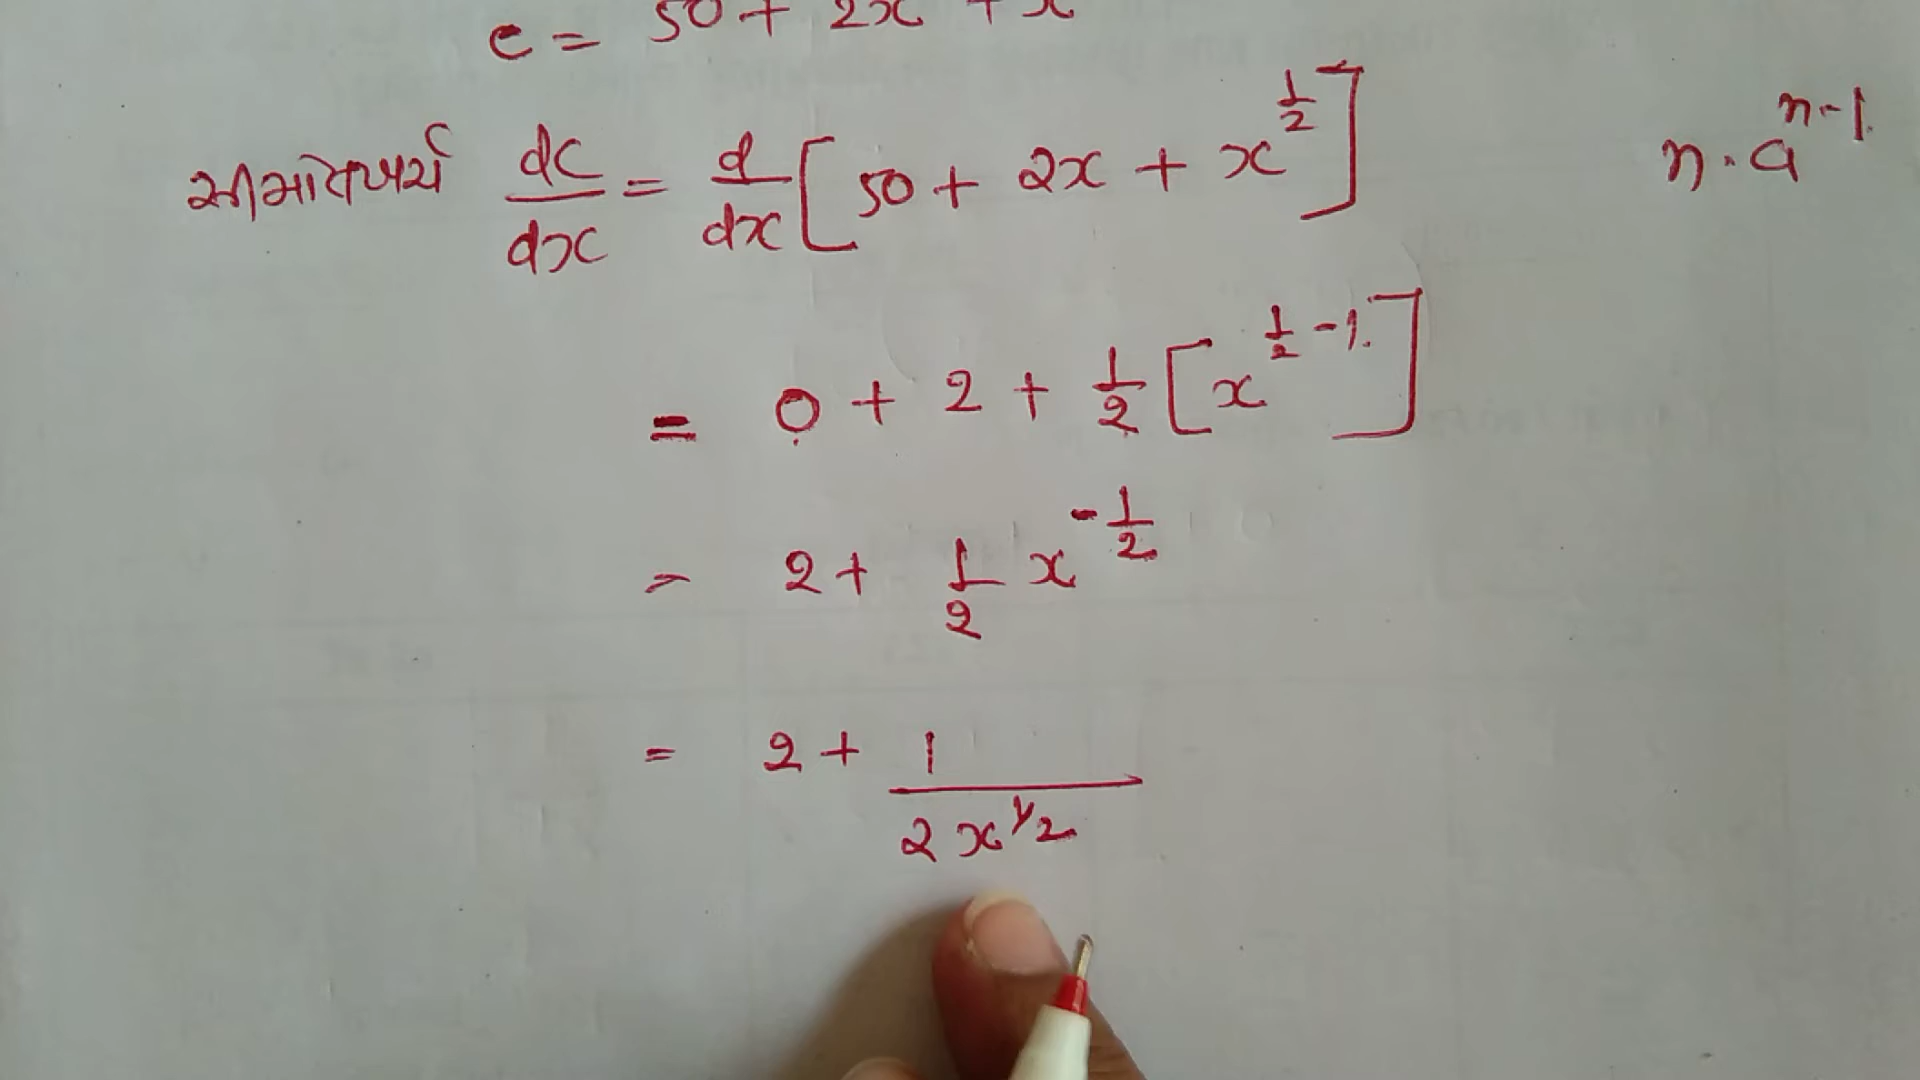 c = 50 + 2x + x
સીમાંતખર્ચ dc/dx = d/dx [50 + 2x + x^{1/2}]
n.a^{n-1}
= 0 + 2 + 1/2 [x^{1/2 -1}]
= 2 + 1/2 x^{-1/2}
= 2 + 1/(2x^{1/2})